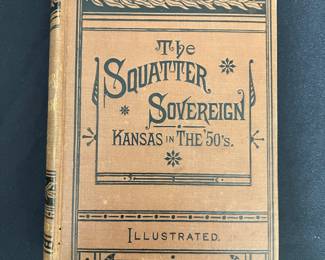 The
SQUATTER
SOVEREIGN
KANSAS IN THE '50's.
ILLUSTRATED.